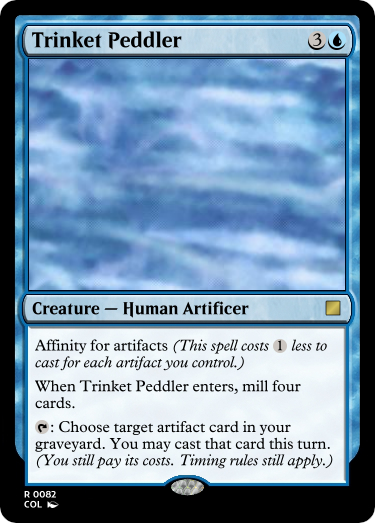 Trinket Peddler 3
Creature — Human Artificer
Affinity for artifacts (This spell costs 1 less to
cast for each artifact you control.)
When Trinket Peddler enters, mill four
cards.
: Choose target artifact card in your
graveyard. You may cast that card this turn.
(You still pay its costs. Timing rules still apply.)
R 0082
COL